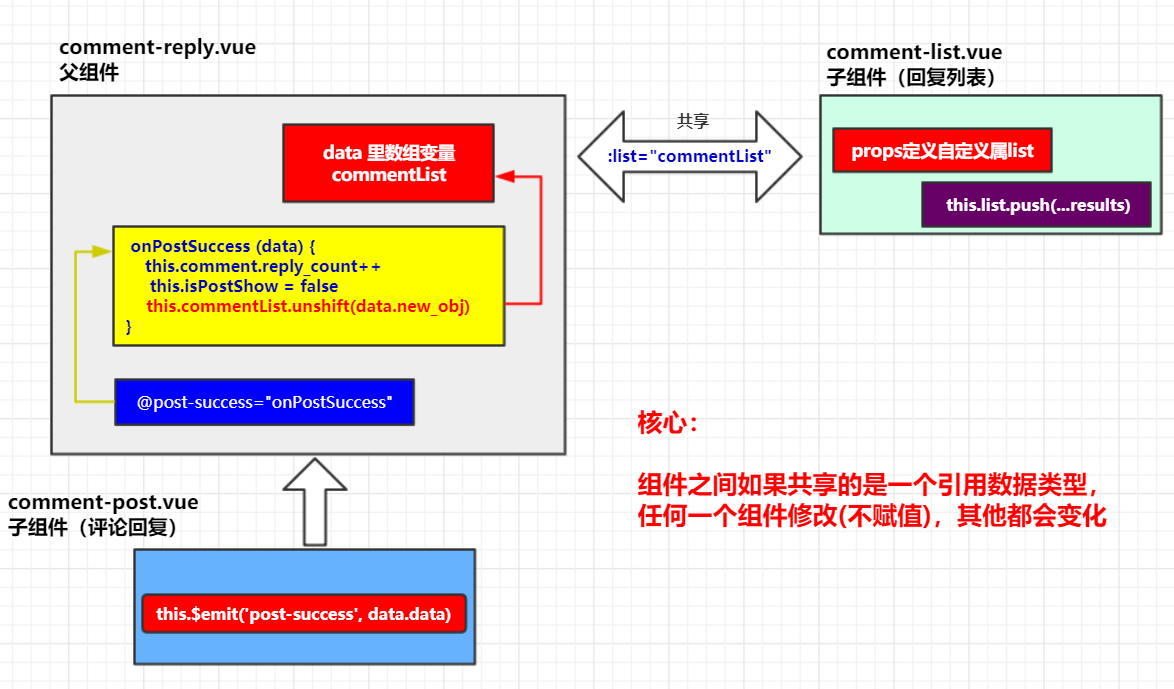 comment-reply.vue
父组件
data 里数组变量
commentList
onPostSuccess (data) {
this.comment.reply_count++
this.isPostShow = false
this.commentList.unshift(data.new_obj)
}
@post-success="onPostSuccess"
共享
:list="commentList"
comment-list.vue
子组件（回复列表）
props定义自定义属list
this.list.push(...results)
核心：
组件之间如果共享的是一个引用数据类型，
任何一个组件修改(不赋值)，其他都会变化
comment-post.vue
子组件（评论回复）
this.$emit('post-success', data.data)